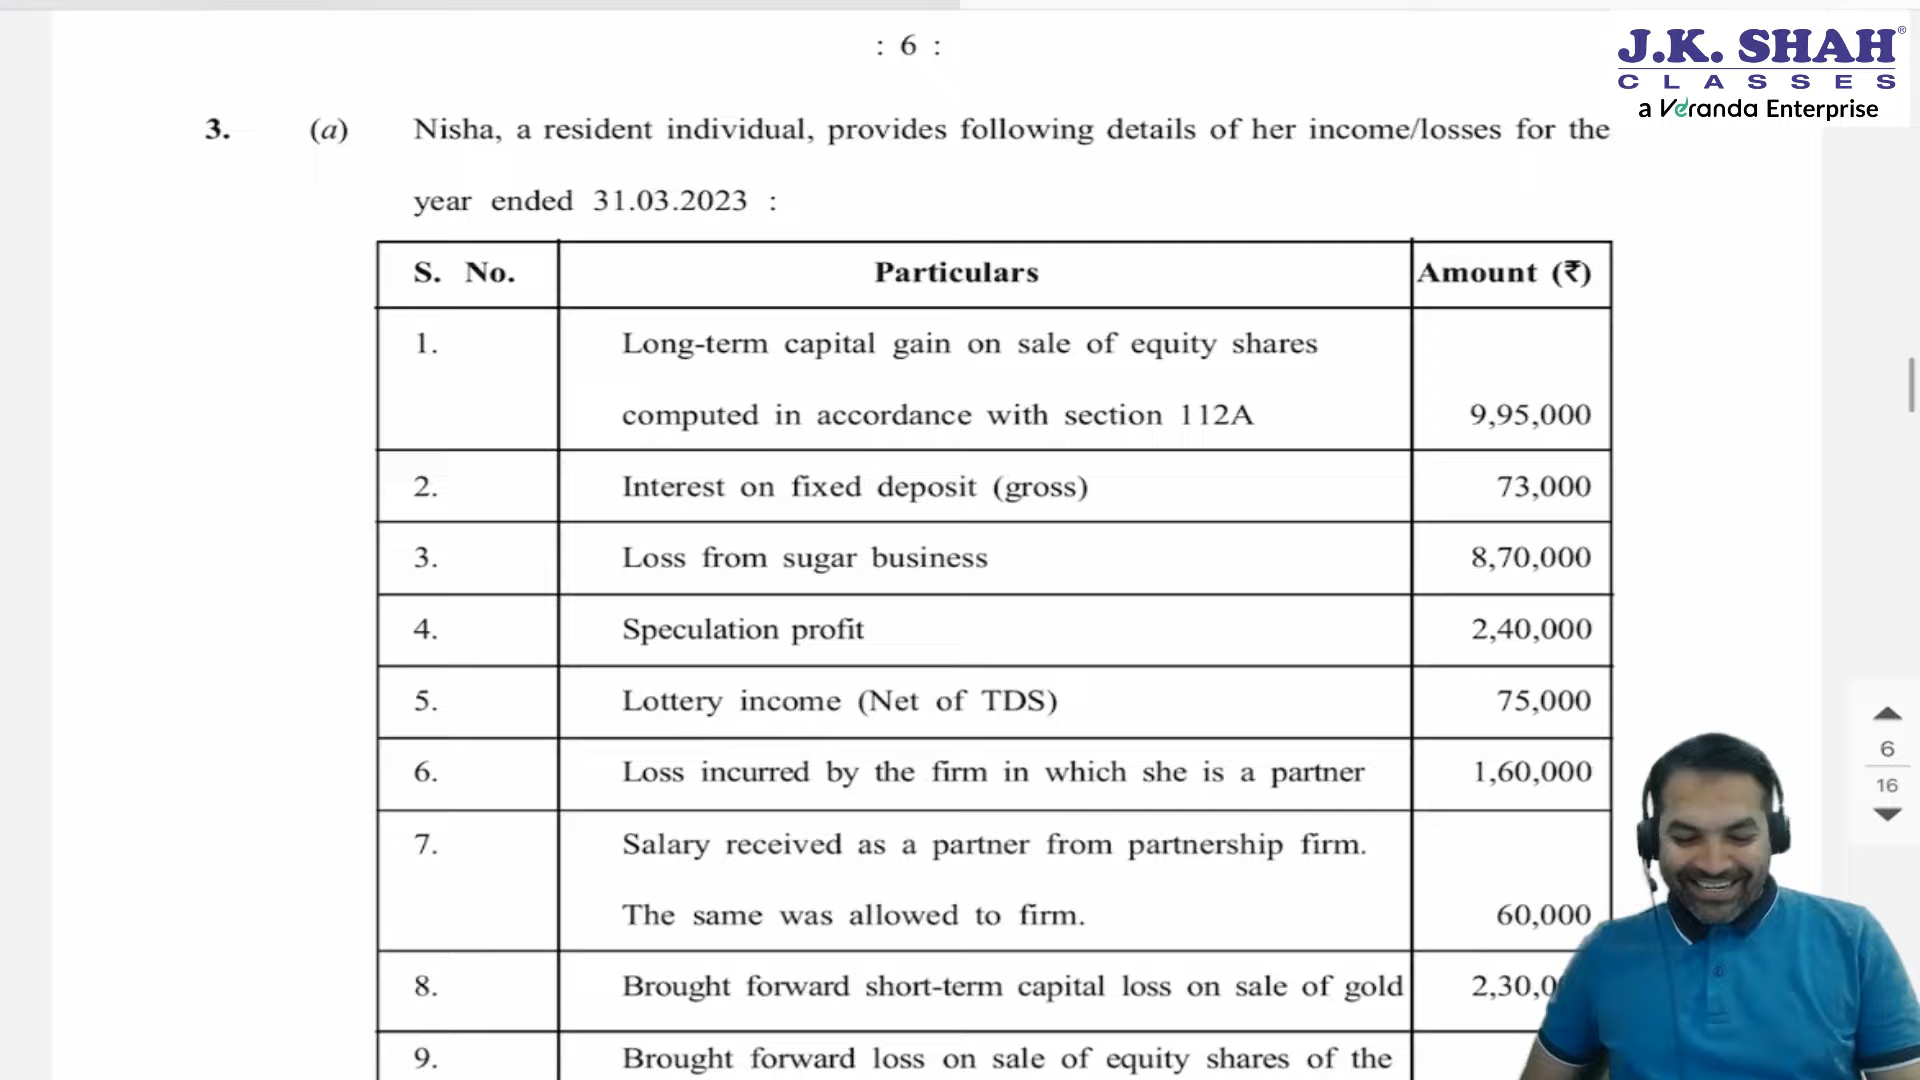 : 6 :
J.K. SHAH®
CLASSES
a Veranda Enterprise
3. (a) Nisha, a resident individual, provides following details of her income/losses for the
year ended 31.03.2023 :
S. No. Particulars Amount (₹)
1. Long-term capital gain on sale of equity shares
computed in accordance with section 112A 9,95,000
2. Interest on fixed deposit (gross) 73,000
3. Loss from sugar business 8,70,000
4. Speculation profit 2,40,000
5. Lottery income (Net of TDS) 75,000
6. Loss incurred by the firm in which she is a partner 1,60,000
7. Salary received as a partner from partnership firm.
The same was allowed to firm. 60,000
8. Brought forward short-term capital loss on sale of gold
9. Brought forward loss on sale of equity shares of the
6
16